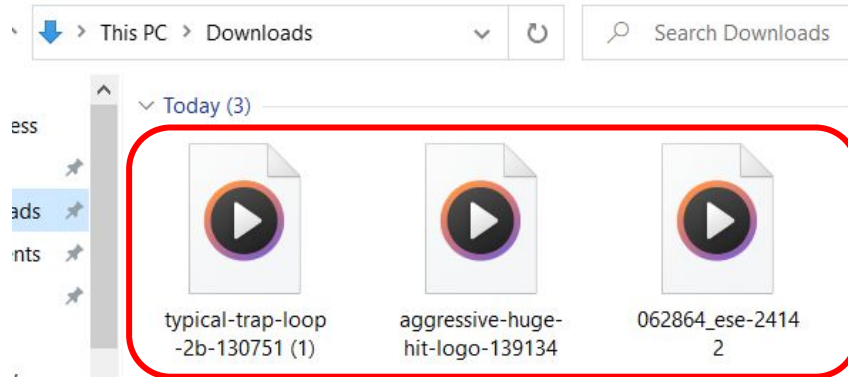 This PC > Downloads
Search Downloads
Today (3)
ess
ads
nts
typical-trap-loop
-2b-130751 (1)
aggressive-huge-
hit-logo-139134
062864_ese-2414
2